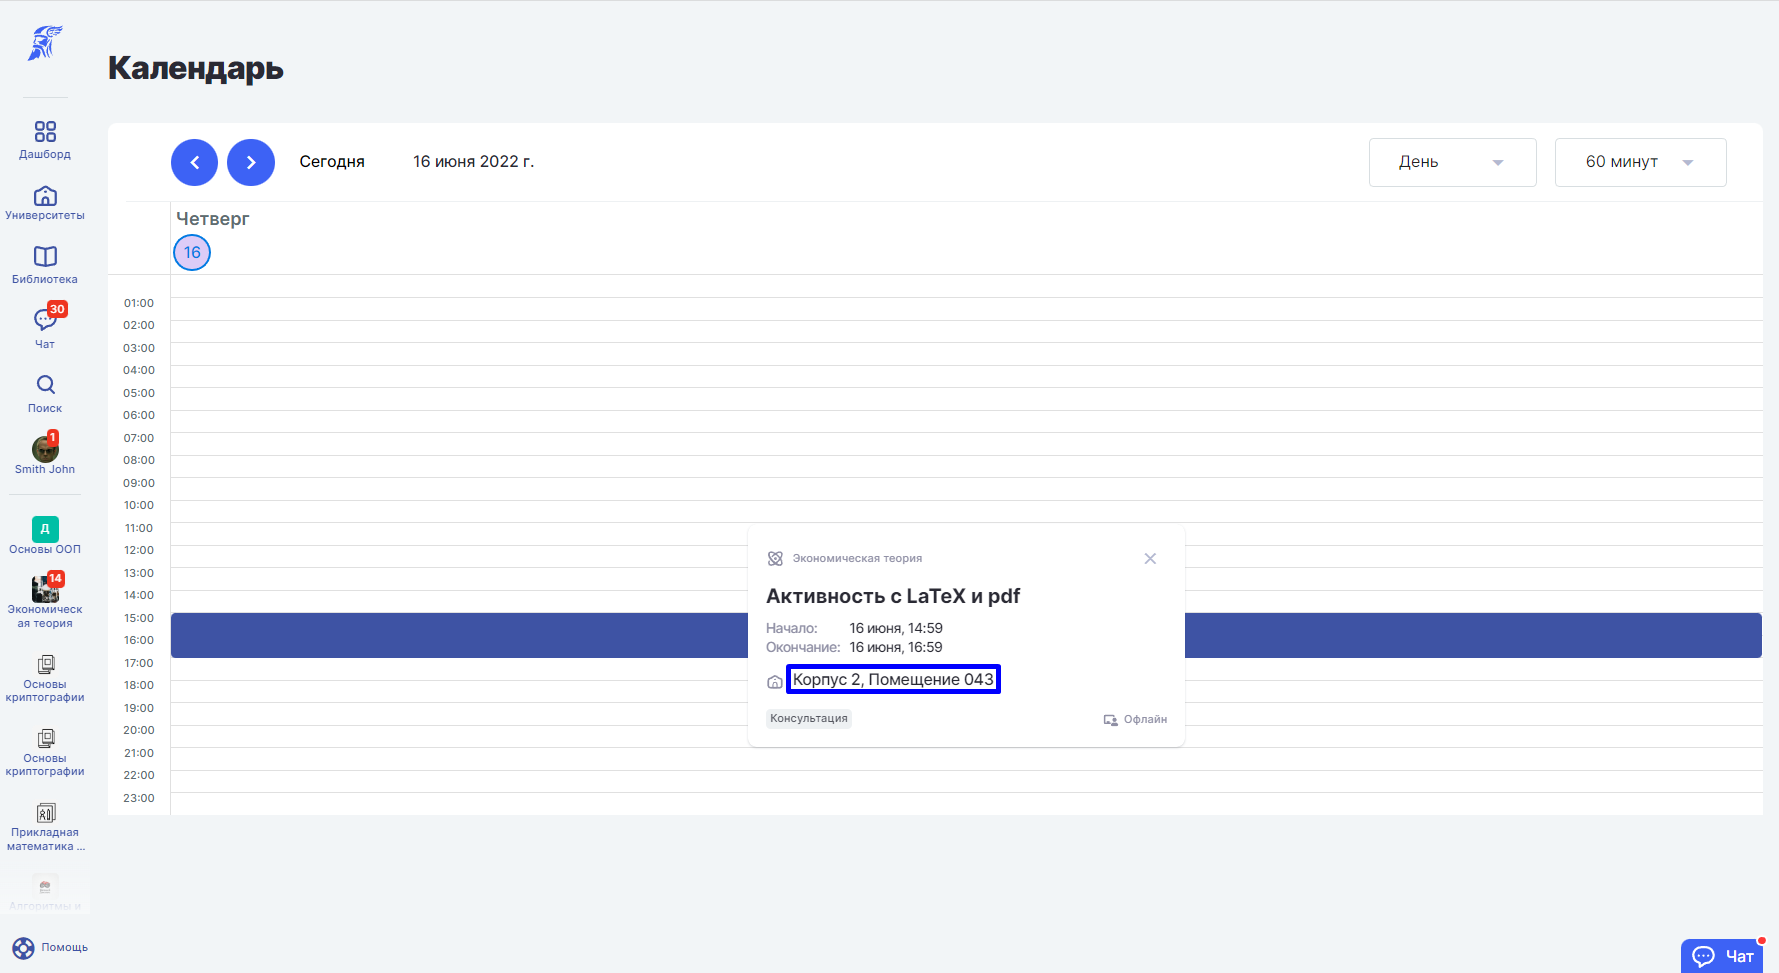 Календарь
Дашборд
Университеты
Библиотека
30
Чат
Поиск
1
Smith John
Д
Основы ООП
14
Экономическ
ая теория
Основы
криптографии
Основы
криптографии
Прикладная
математика ...
Алгоритмы и
Помощь
Сегодня
16 июня 2022 г.
День
60 минут
Четверг
16
01:00
02:00
03:00
04:00
05:00
06:00
07:00
08:00
09:00
10:00
11:00
12:00
13:00
14:00
15:00
16:00
17:00
18:00
19:00
20:00
21:00
22:00
23:00
Экономическая теория
Активность с LaTeX и pdf
Начало: 16 июня, 14:59
Окончание: 16 июня, 16:59
Корпус 2, Помещение 043
Консультация
Офлайн
Чат